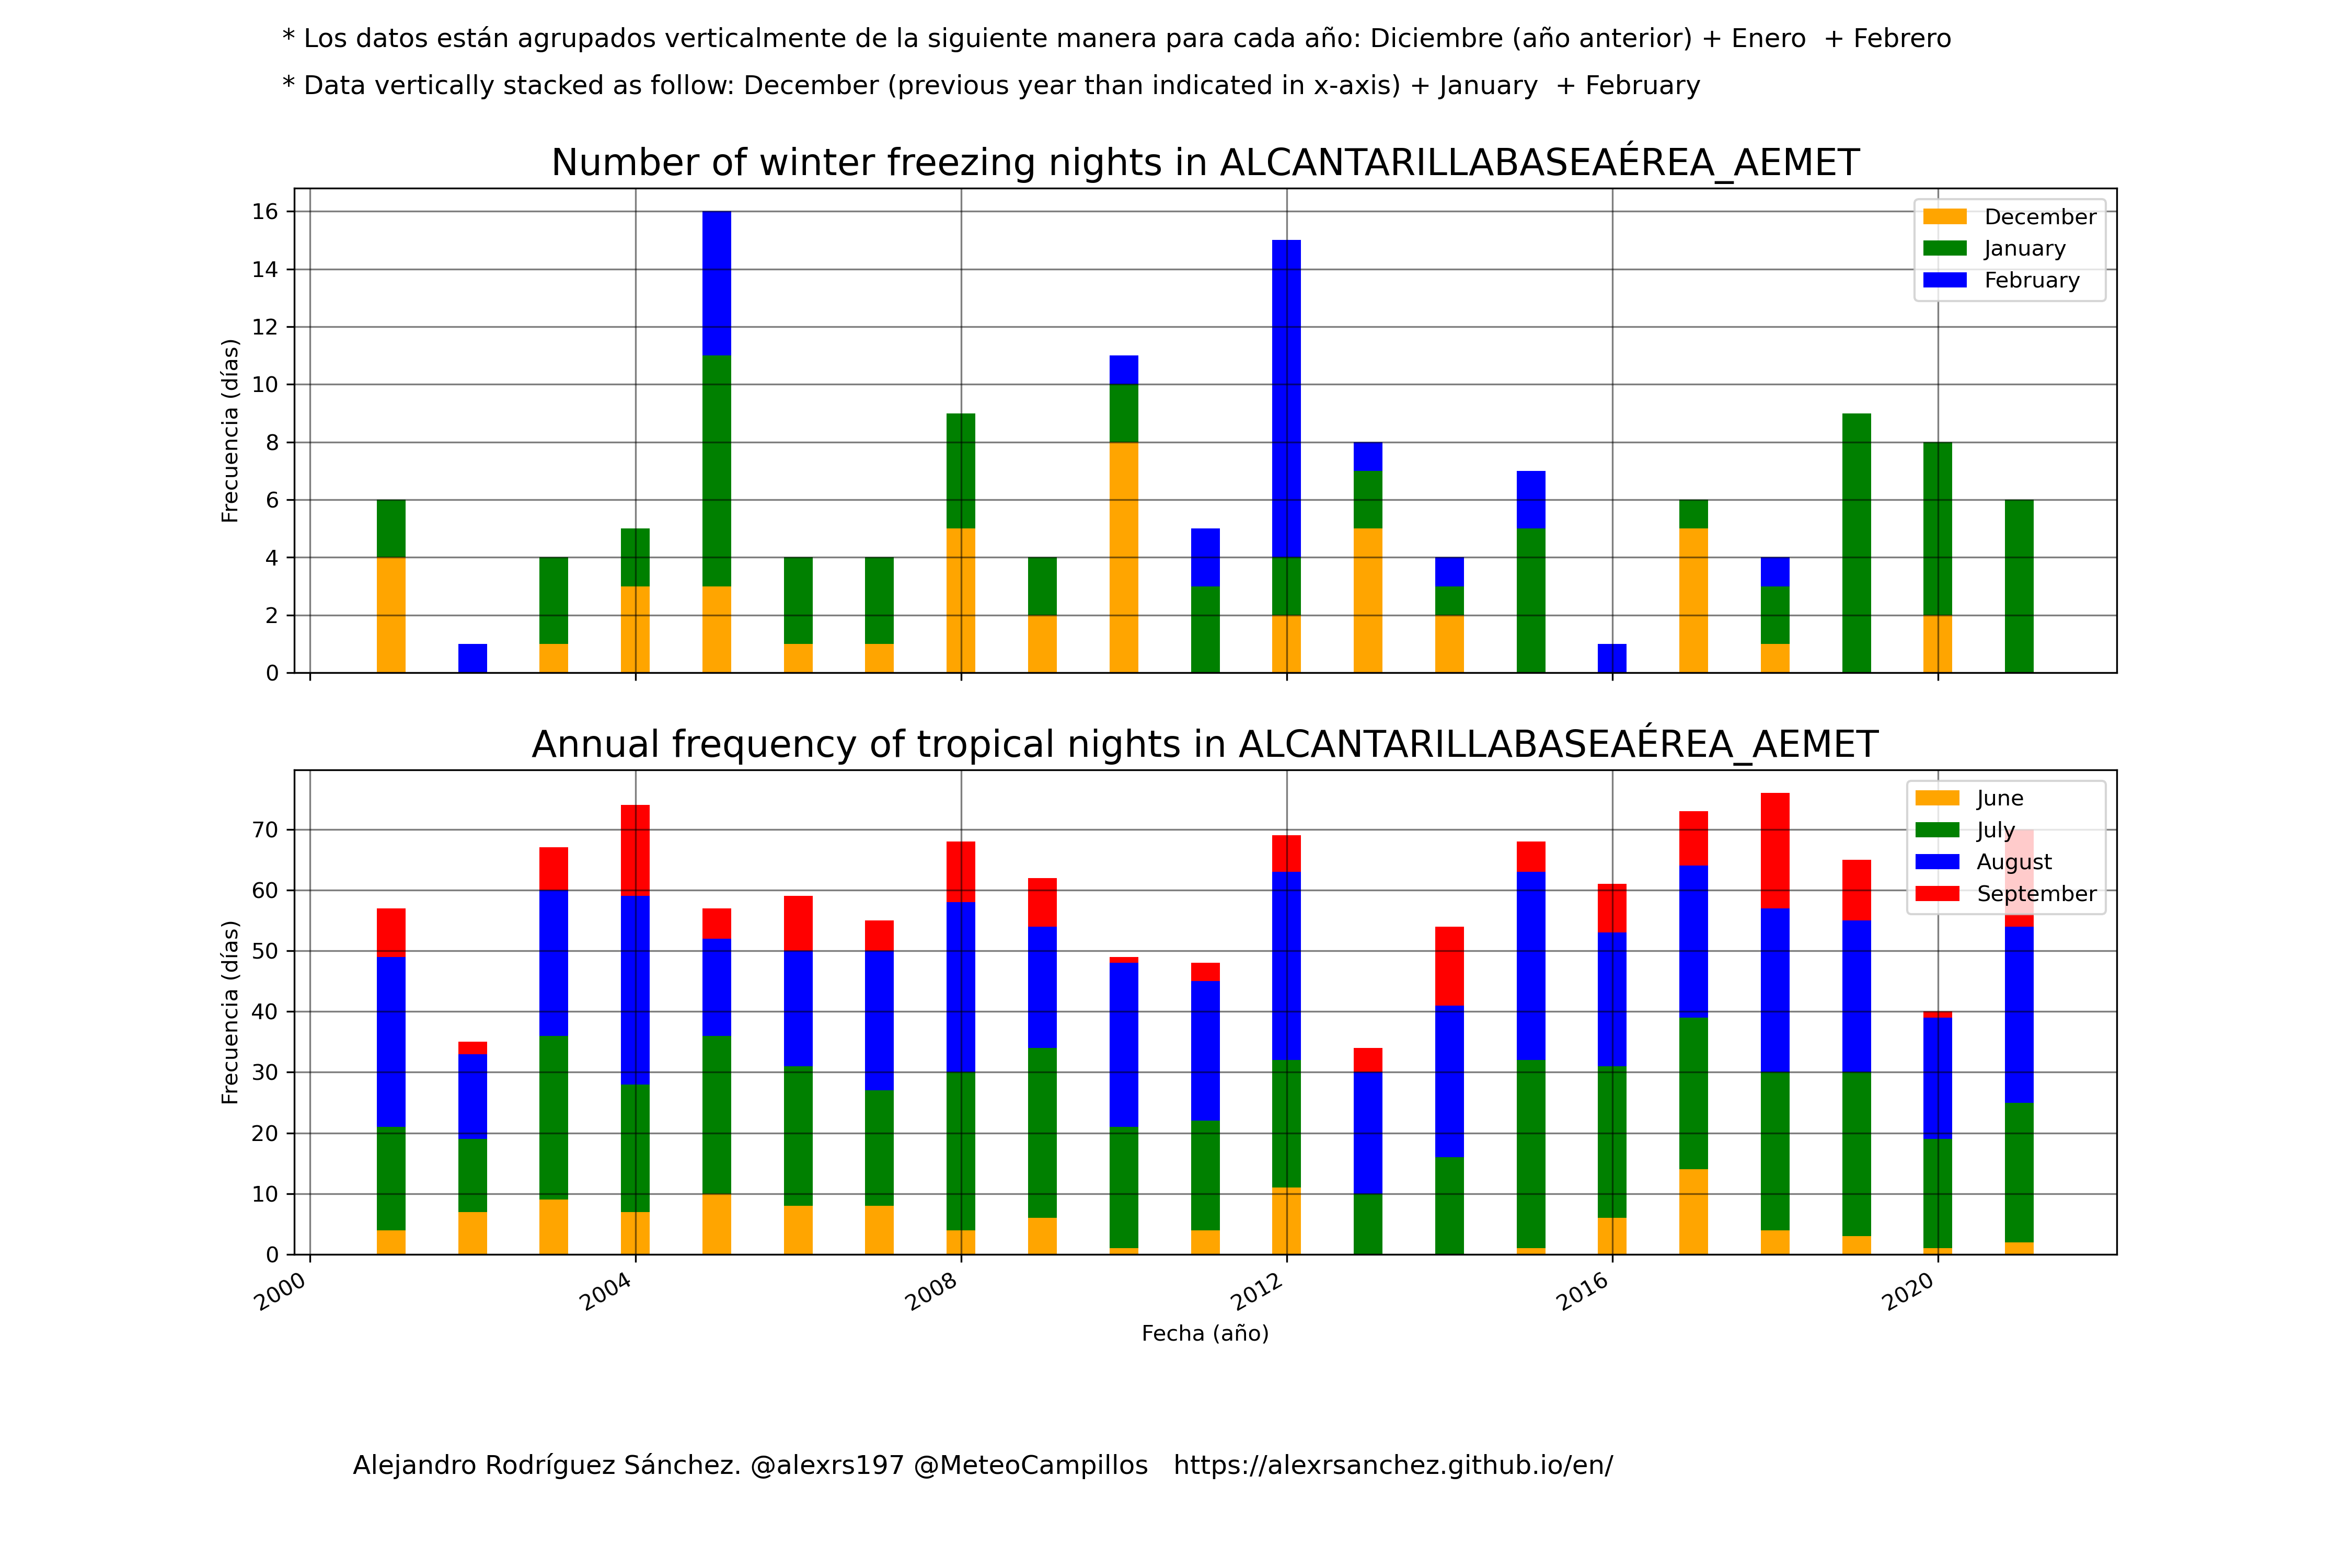 * Los datos están agrupados verticalmente de la siguiente manera para cada año: Diciembre (año anterior) + Enero  + Febrero
* Data vertically stacked as follow: December (previous year than indicated in x-axis) + January  + February
Number of winter freezing nights in ALCANTARILLABASEAÉREA_AEMET
16
14
12
10
8
6
4
2
0
Frecuencia (días)
December
January
February
Annual frequency of tropical nights in ALCANTARILLABASEAÉREA_AEMET
70
60
50
40
30
20
10
0
Frecuencia (días)
June
July
August
September
2000 2004 2008 2012 2016 2020
Fecha (año)
Alejandro Rodríguez Sánchez. @alexrs197 @MeteoCampillos   https://alexrsanchez.github.io/en/